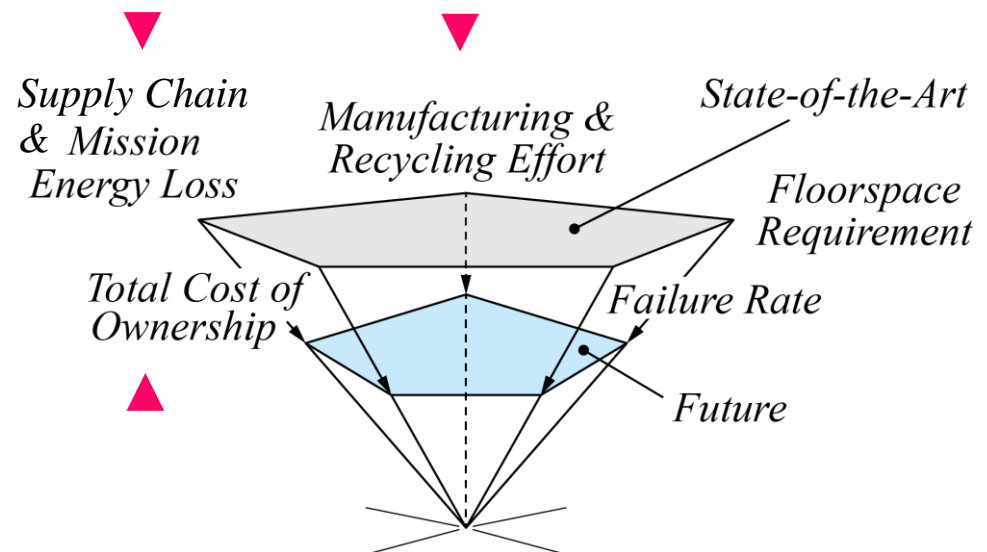 Supply Chain
& Mission
Energy Loss
Manufacturing &
Recycling Effort
State-of-the-Art
Floorspace
Requirement
Total Cost of
Ownership
Failure Rate
Future